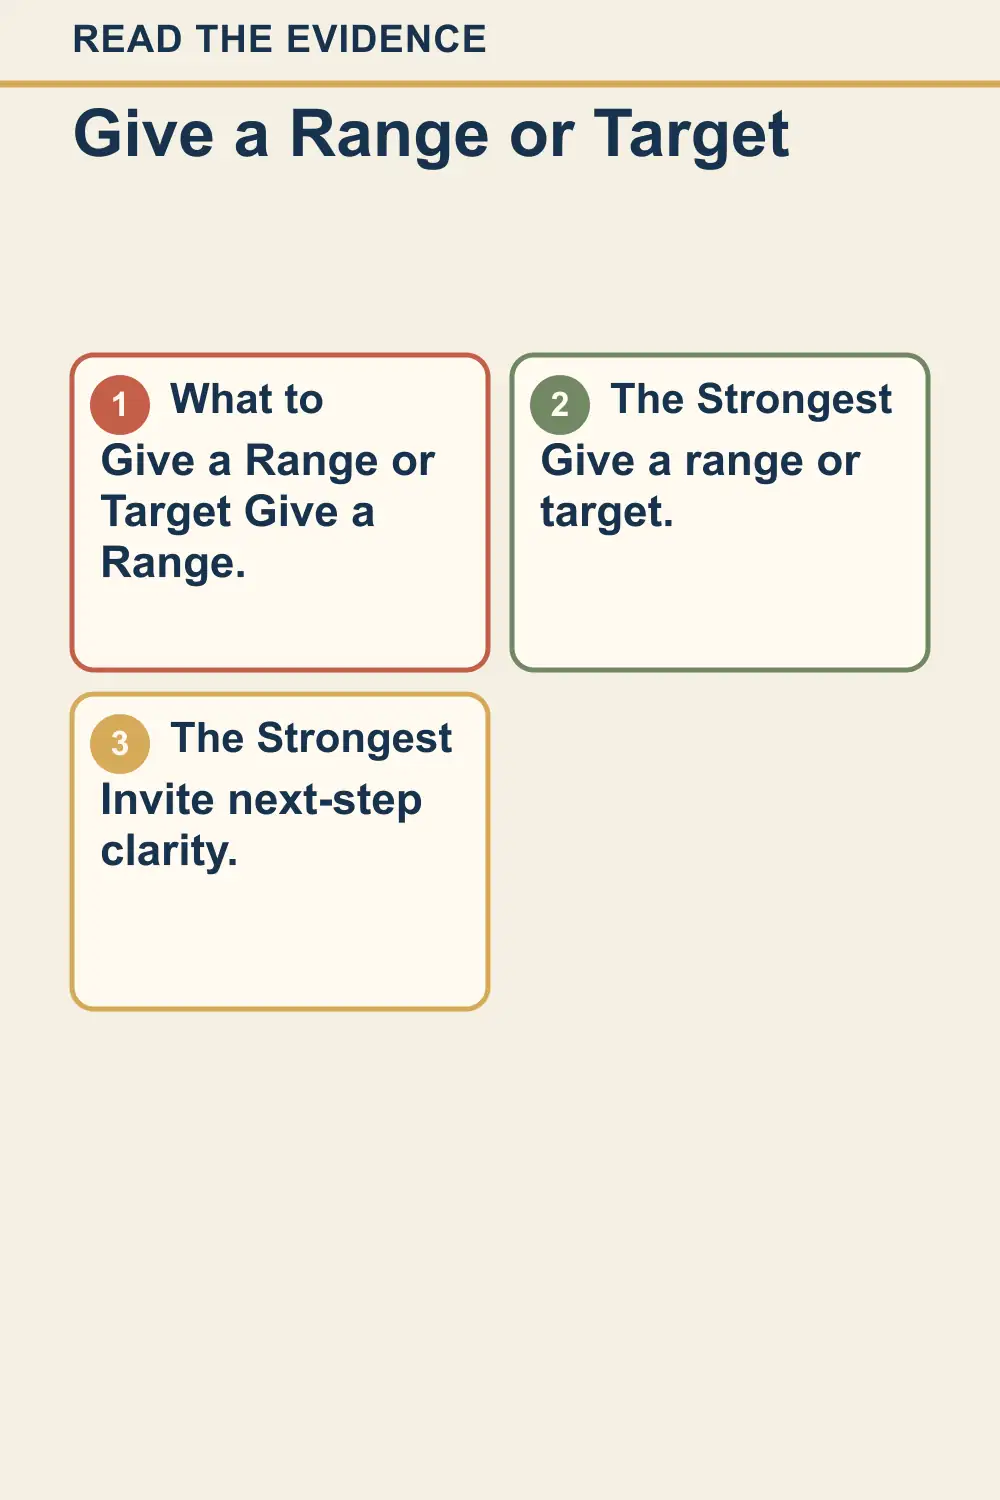 READ THE EVIDENCE
Give a Range or Target
1 What to
Give a Range or
Target Give a
Range.
2 The Strongest
Give a range or
target.
3 The Strongest
Invite next-step
clarity.